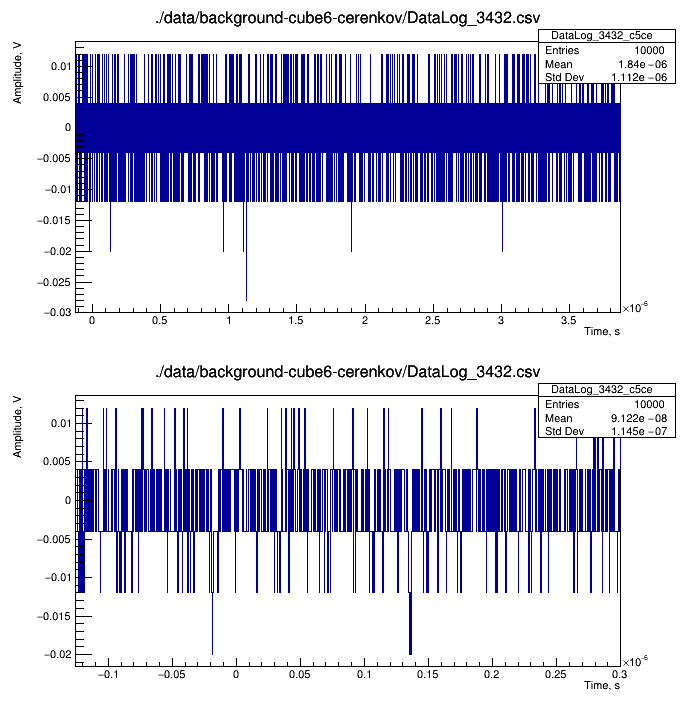 ./data/background-cube6-cerenkov/DataLog_3432.csv
DataLog_3432_c5ce
Entries 10000
Mean 1.84e−06
Std Dev 1.112e−06
Amplitude, V
0.01
0.005
0
−0.005
−0.01
−0.015
−0.02
−0.025
−0.03
0 0.5 1 1.5 2 2.5 3 3.5
×10⁻⁶
Time, s
./data/background-cube6-cerenkov/DataLog_3432.csv
DataLog_3432_c5ce
Entries 10000
Mean 9.122e−08
Std Dev 1.145e−07
Amplitude, V
0.01
0.005
0
−0.005
−0.01
−0.015
−0.02
−0.1 −0.05 0 0.05 0.1 0.15 0.2 0.25 0.3
×10⁻⁶
Time, s